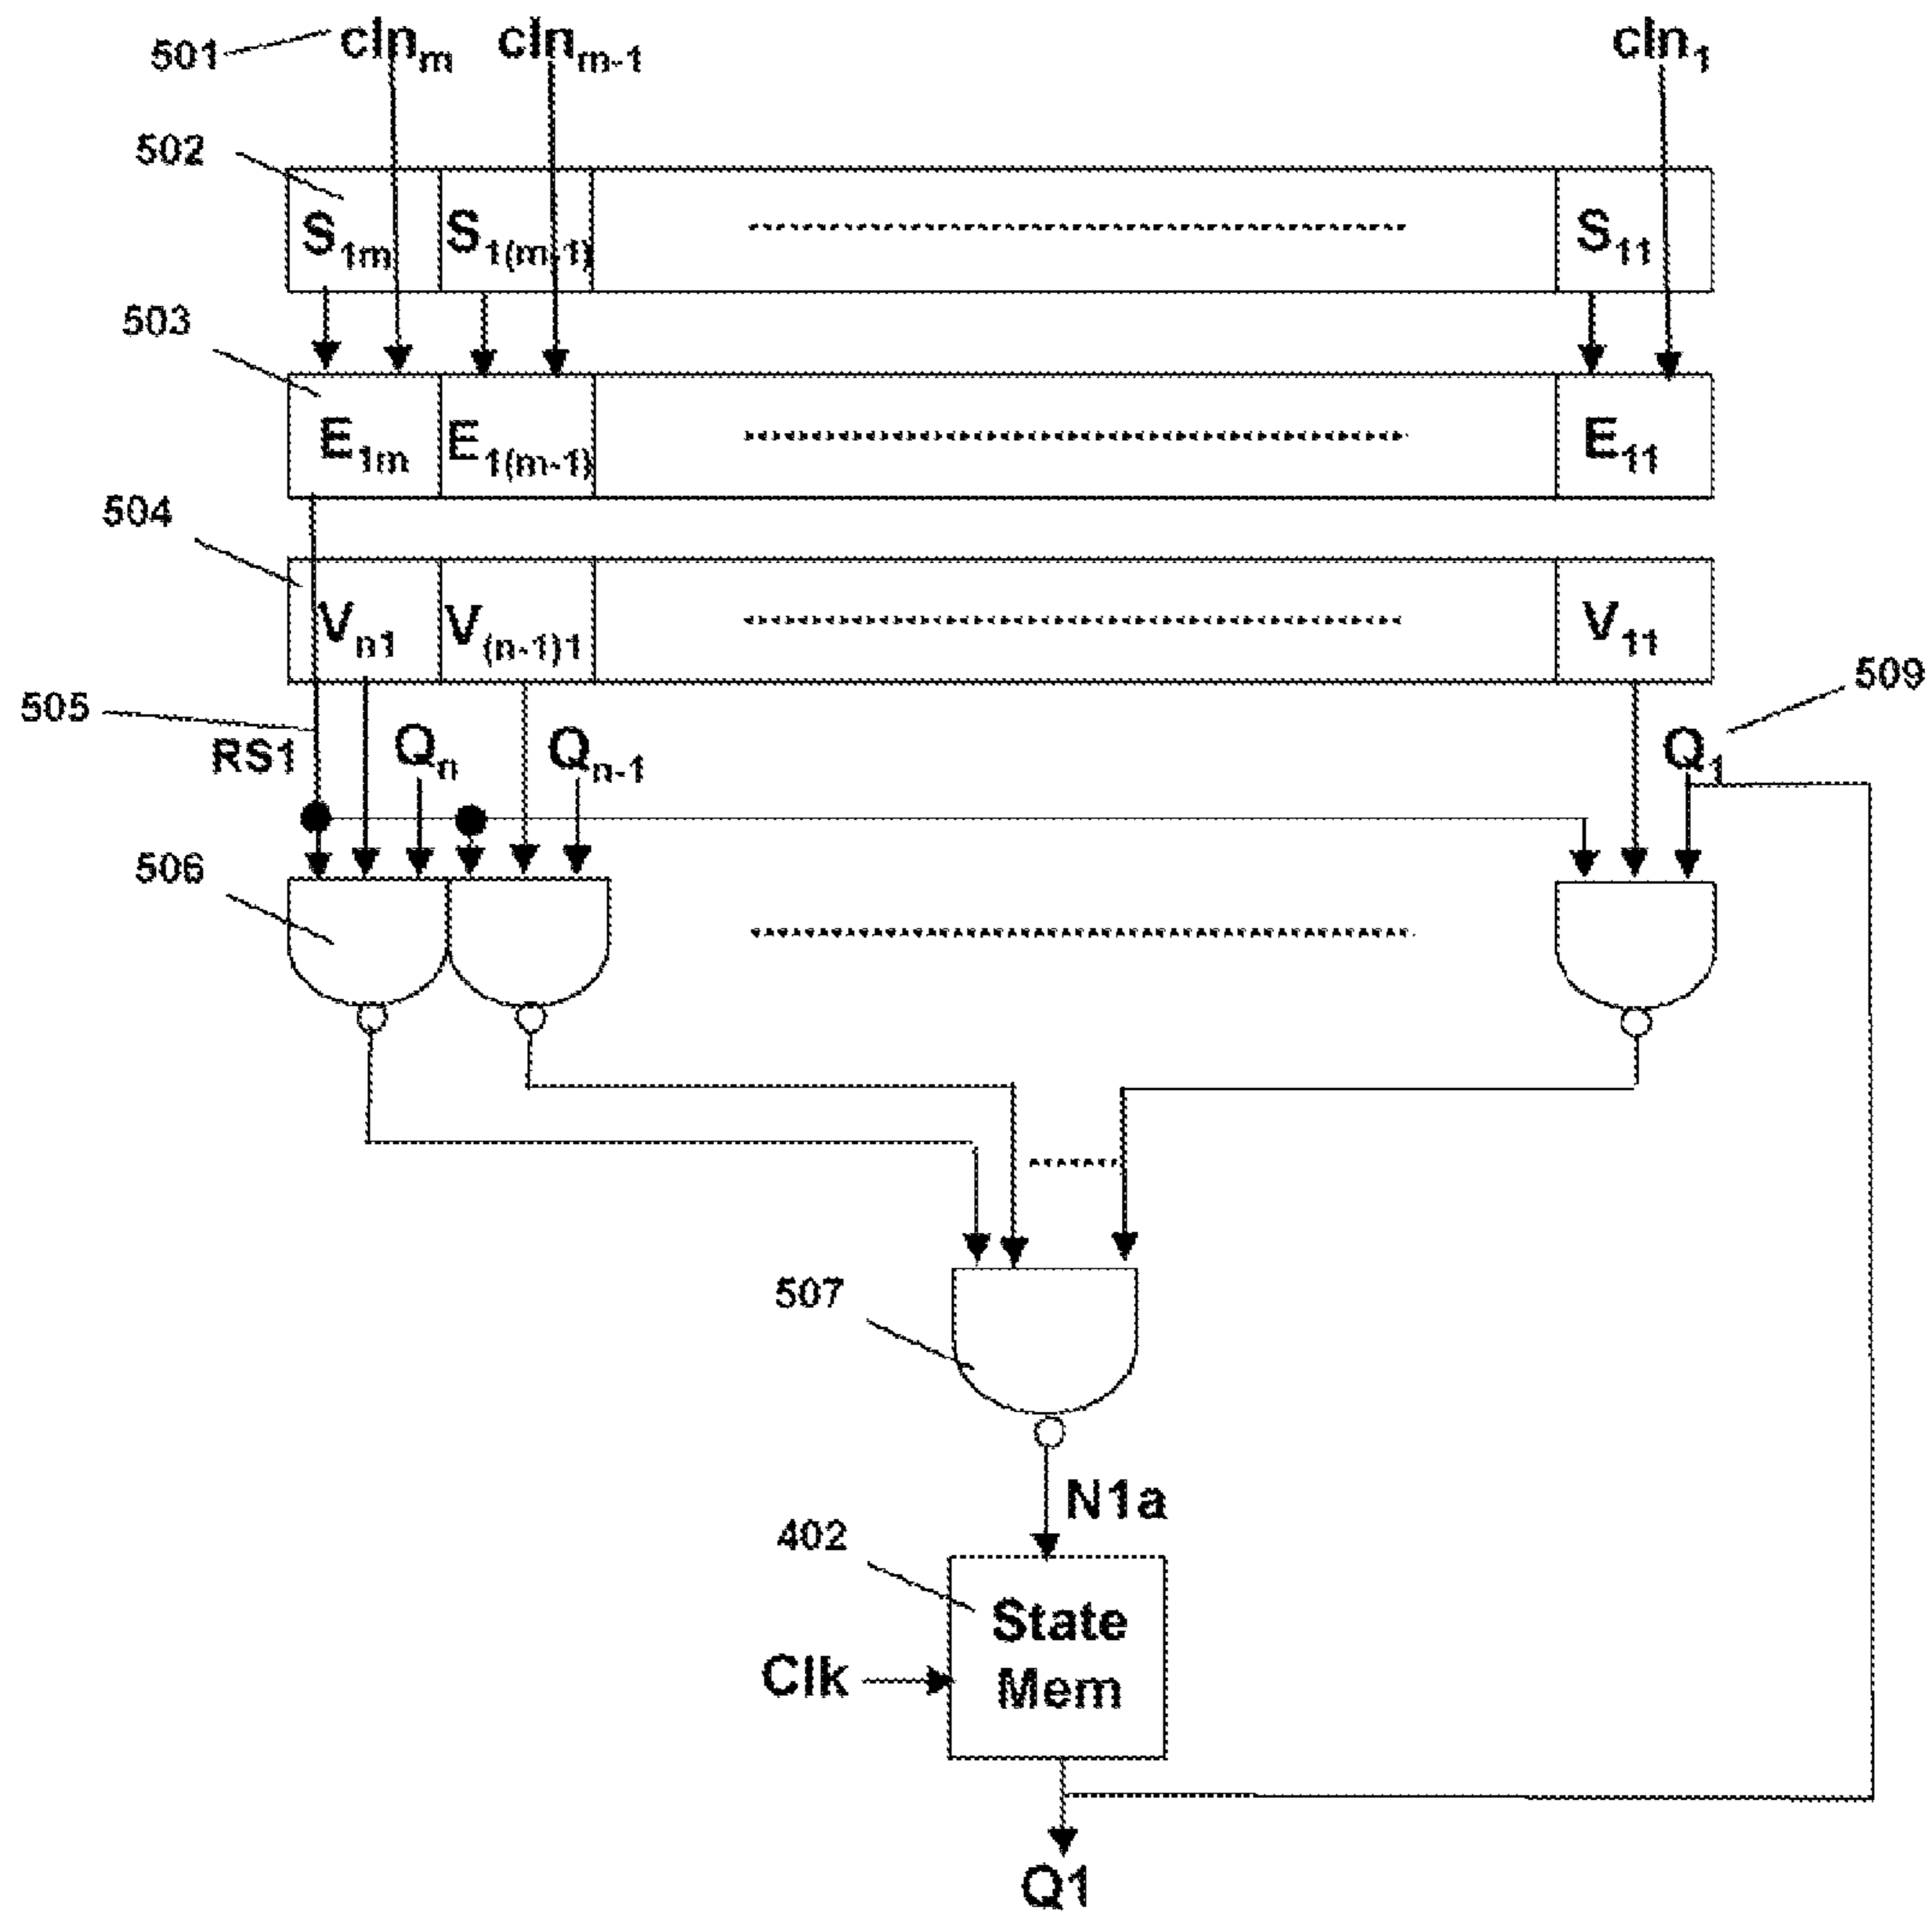 501 cIn_m cIn_m-1 cIn_1
502
S_1m S_1(m-1) S_11
503
E_1m E_1(m-1) E_11
504
V_n1 V_(n-1)1 V_11
505 509
RS1 Q_n Q_n-1 Q_1
506
507
N1a
402
State
Mem
Clk
Q1